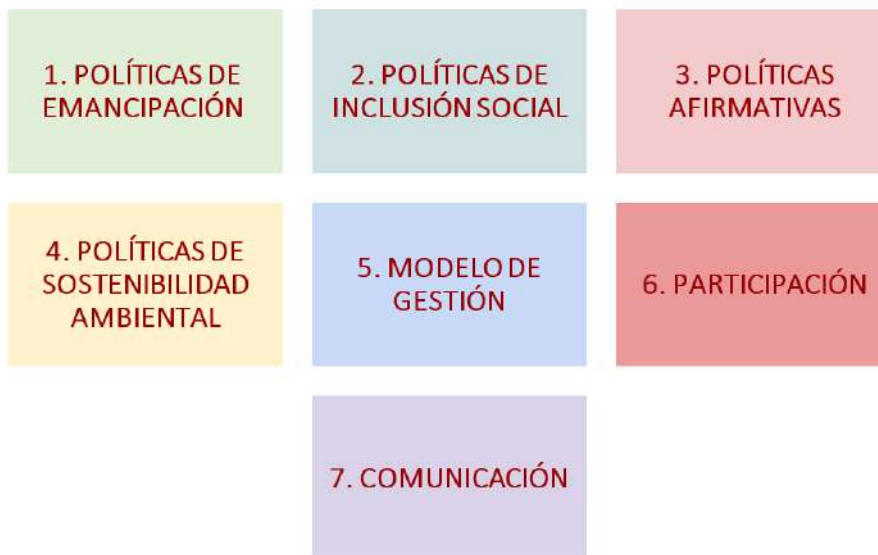 1. POLÍTICAS DE
EMANCIPACIÓN
2. POLÍTICAS DE
INCLUSIÓN SOCIAL
3. POLÍTICAS
AFIRMATIVAS
4. POLÍTICAS DE
SOSTENIBILIDAD
AMBIENTAL
5. MODELO DE
GESTIÓN
6. PARTICIPACIÓN
7. COMUNICACIÓN